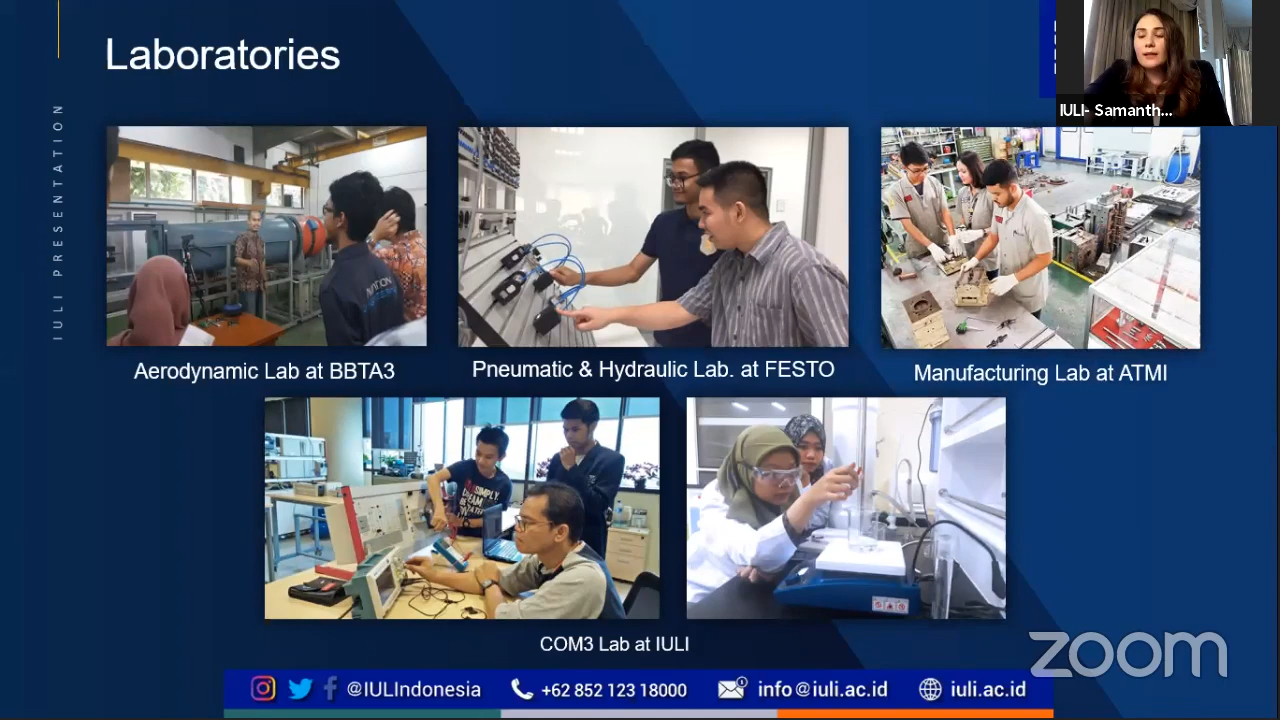 Laboratories
IULI PRESENTATION
IULI- Samanth...
Aerodynamic Lab at BBTA3
Pneumatic & Hydraulic Lab. at FESTO
Manufacturing Lab at ATMI
SIMPLY
COM3 Lab at IULI
zoom
@IULIndonesia
+62 852 123 18000
info@iuli.ac.id
iuli.ac.id